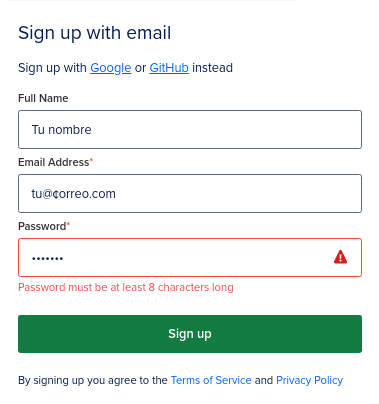 Sign up with email
Sign up with Google or GitHub instead
Full Name
Tu nombre
Email Address*
tu@¢orreo.com
Password*
•••••••
Password must be at least 8 characters long
Sign up
By signing up you agree to the Terms of Service and Privacy Policy